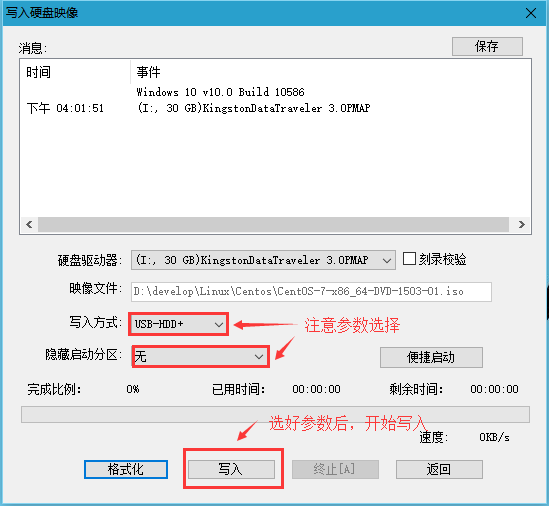 写入硬盘映像
消息:
保存
时间 事件
Windows 10 v10.0 Build 10586
下午 04:01:51 (I:, 30 GB)KingstonDataTraveler 3.0PMAP
硬盘驱动器: (I:, 30 GB)KingstonDataTraveler 3.0PMAP 刻录校验
映像文件: D:\develop\Linux\Centos\CentOS-7-x86_64-DVD-1503-01.iso
写入方式: USB-HDD+ 注意参数选择
隐藏启动分区: 无 便捷启动
完成比例: 0% 已用时间: 00:00:00 剩余时间: 00:00:00
选好参数后，开始写入
速度: 0KB/s
格式化 写入 终止[A] 返回